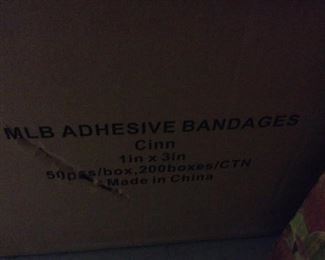 MLB ADHESIVE BANDAGES
Cinn
1in x 3in
50pcs/box,200boxes/CTN
Made in China